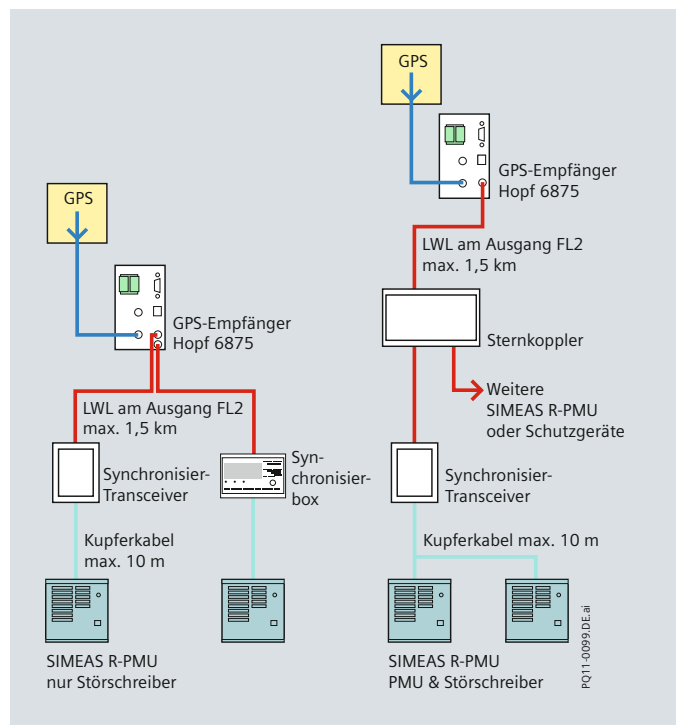 GPS
GPS-Empfänger
Hopf 6875
LWL am Ausgang FL2
max. 1,5 km
Synchronisier-
Transceiver
Syn-
chronisier-
box
Kupferkabel
max. 10 m
SIMEAS R-PMU
nur Störschreiber
GPS
GPS-Empfänger
Hopf 6875
LWL am Ausgang FL2
max. 1,5 km
Sternkoppler
Weitere
SIMEAS R-PMU
oder Schutzgeräte
Synchronisier-
Transceiver
Kupferkabel max. 10 m
SIMEAS R-PMU
PMU & Störschreiber
PQ11-0099.DE.ai